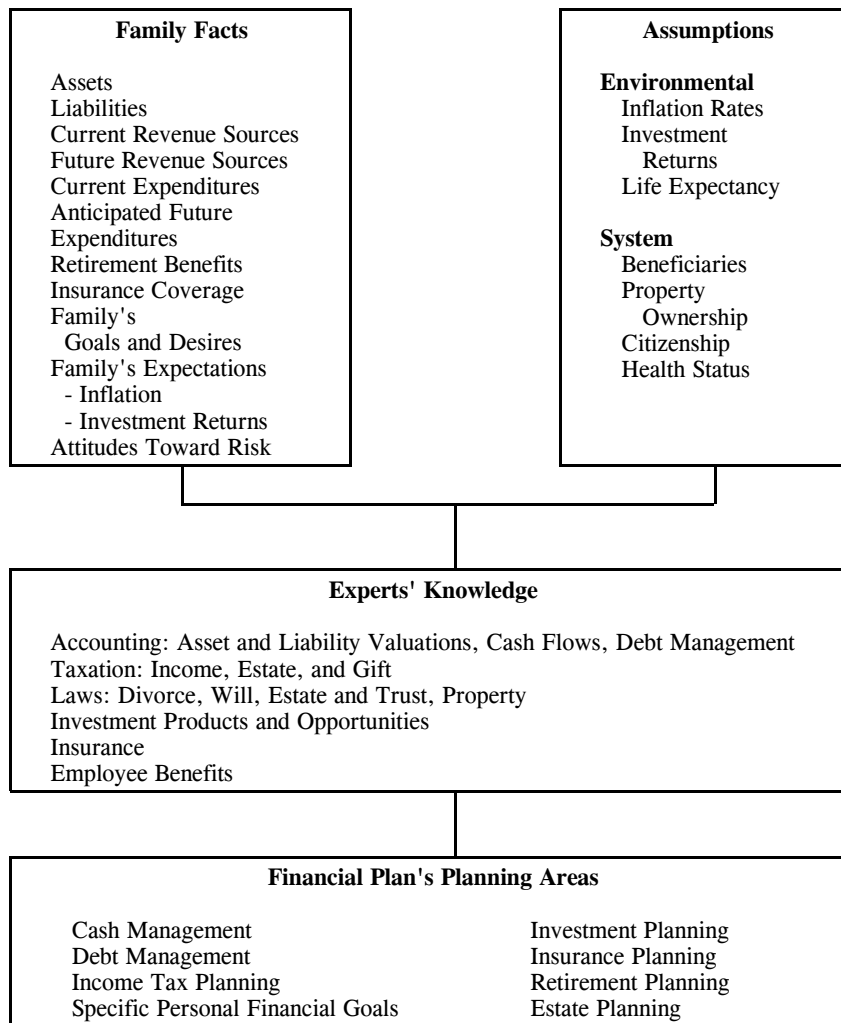 Family Facts
Assets
Liabilities
Current Revenue Sources
Future Revenue Sources
Current Expenditures
Anticipated Future
Expenditures
Retirement Benefits
Insurance Coverage
Family's
Goals and Desires
Family's Expectations
- Inflation
- Investment Returns
Attitudes Toward Risk
Assumptions
Environmental
Inflation Rates
Investment
Returns
Life Expectancy
System
Beneficiaries
Property
Ownership
Citizenship
Health Status
Experts' Knowledge
Accounting: Asset and Liability Valuations, Cash Flows, Debt Management
Taxation: Income, Estate, and Gift
Laws: Divorce, Will, Estate and Trust, Property
Investment Products and Opportunities
Insurance
Employee Benefits
Financial Plan's Planning Areas
Cash Management
Debt Management
Income Tax Planning
Specific Personal Financial Goals
Investment Planning
Insurance Planning
Retirement Planning
Estate Planning